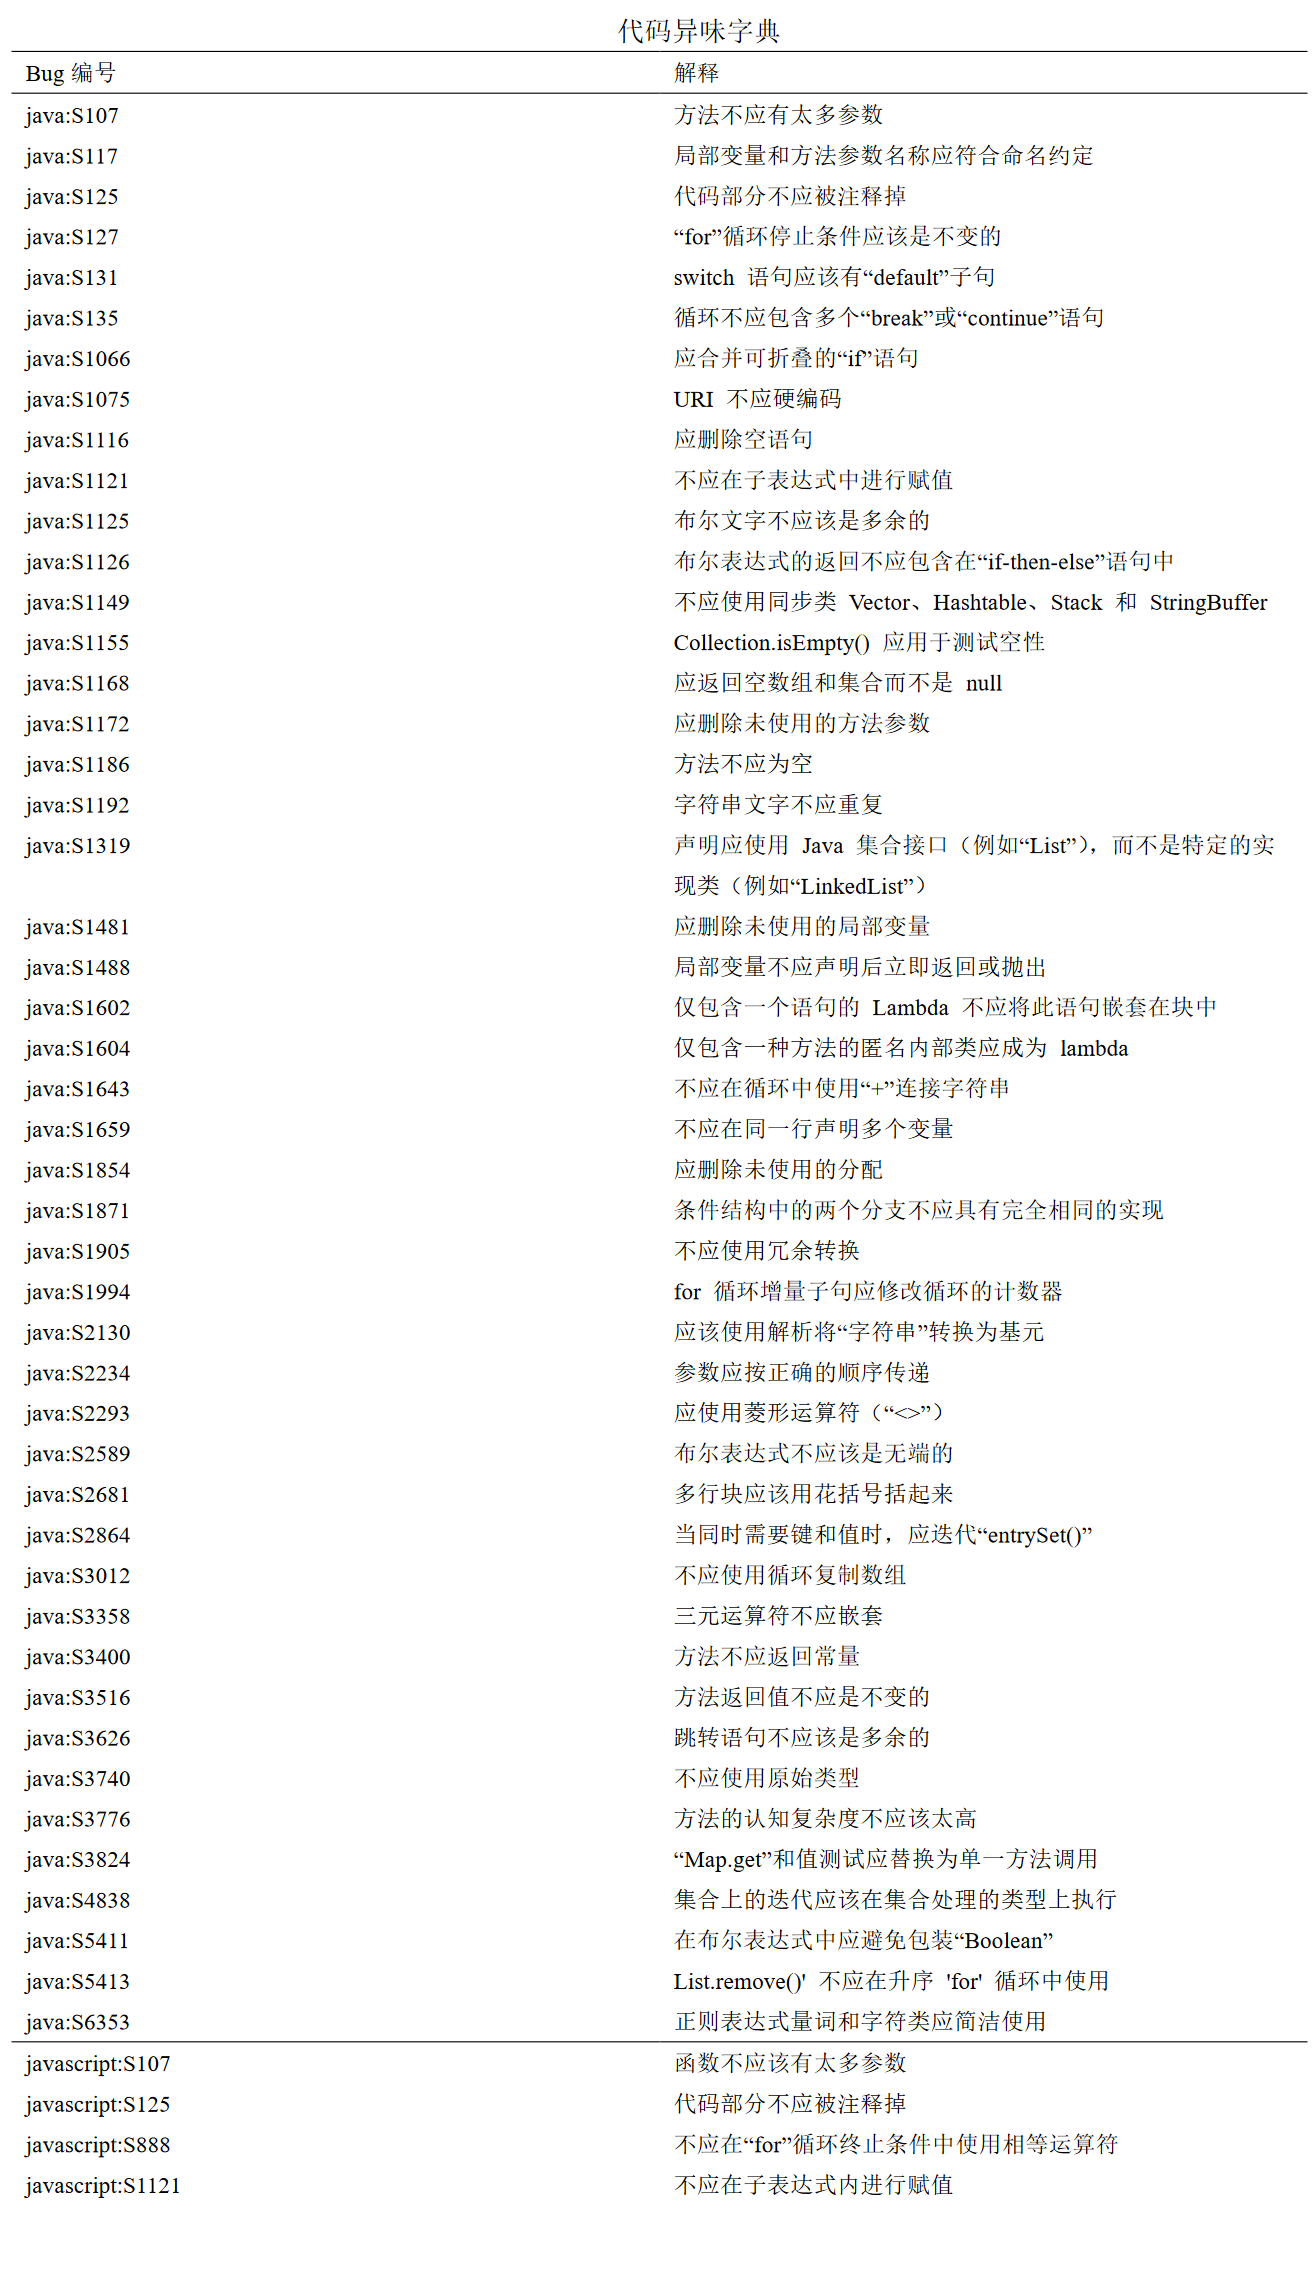 代码异味字典
Bug 编号 解释
java:S107 方法不应有太多参数
java:S117 局部变量和方法参数名称应符合命名约定
java:S125 代码部分不应被注释掉
java:S127 “for”循环停止条件应该是不变的
java:S131 switch 语句应该有“default”子句
java:S135 循环不应包含多个“break”或“continue”语句
java:S1066 应合并可折叠的“if”语句
java:S1075 URI 不应硬编码
java:S1116 应删除空语句
java:S1121 不应在子表达式中进行赋值
java:S1125 布尔文字不应该是多余的
java:S1126 布尔表达式的返回不应包含在“if-then-else”语句中
java:S1149 不应使用同步类 Vector、Hashtable、Stack 和 StringBuffer
java:S1155 Collection.isEmpty() 应用于测试空性
java:S1168 应返回空数组和集合而不是 null
java:S1172 应删除未使用的方法参数
java:S1186 方法不应为空
java:S1192 字符串文字不应重复
java:S1319 声明应使用 Java 集合接口（例如“List”），而不是特定的实
现类（例如“LinkedList”）
java:S1481 应删除未使用的局部变量
java:S1488 局部变量不应声明后立即返回或抛出
java:S1602 仅包含一个语句的 Lambda 不应将此语句嵌套在块中
java:S1604 仅包含一种方法的匿名内部类应成为 lambda
java:S1643 不应在循环中使用“+”连接字符串
java:S1659 不应在同一行声明多个变量
java:S1854 应删除未使用的分配
java:S1871 条件结构中的两个分支不应具有完全相同的实现
java:S1905 不应使用冗余转换
java:S1994 for 循环增量子句应修改循环的计数器
java:S2130 应该使用解析将“字符串”转换为基元
java:S2234 参数应按正确的顺序传递
java:S2293 应使用菱形运算符（“<>”）
java:S2589 布尔表达式不应该是无端的
java:S2681 多行块应该用花括号括起来
java:S2864 当同时需要键和值时，应迭代“entrySet()”
java:S3012 不应使用循环复制数组
java:S3358 三元运算符不应嵌套
java:S3400 方法不应返回常量
java:S3516 方法返回值不应是不变的
java:S3626 跳转语句不应该是多余的
java:S3740 不应使用原始类型
java:S3776 方法的认知复杂度不应该太高
java:S3824 “Map.get”和值测试应替换为单一方法调用
java:S4838 集合上的迭代应该在集合处理的类型上执行
java:S5411 在布尔表达式中应避免包装“Boolean”
java:S5413 List.remove()' 不应在升序 'for' 循环中使用
java:S6353 正则表达式量词和字符类应简洁使用
javascript:S107 函数不应该有太多参数
javascript:S125 代码部分不应被注释掉
javascript:S888 不应在“for”循环终止条件中使用相等运算符
javascript:S1121 不应在子表达式内进行赋值